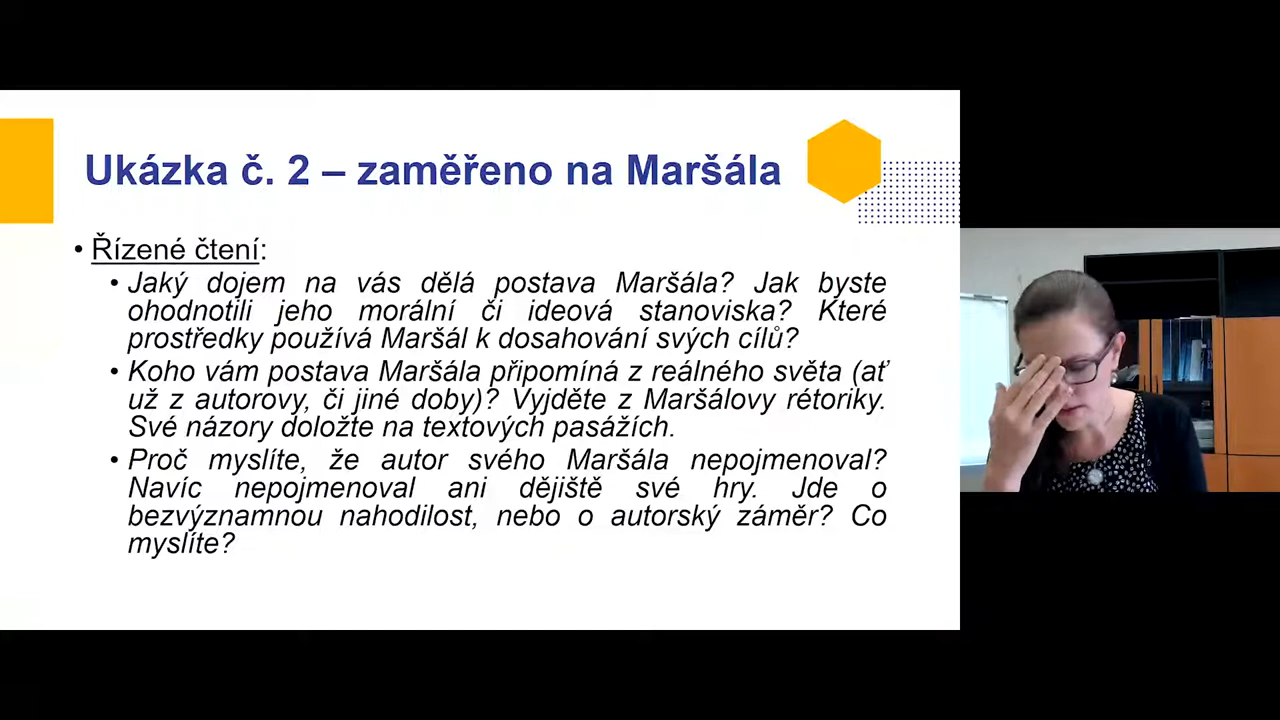 Ukázka č. 2 – zaměřeno na Maršála
• Řízené čtení:
• Jaký dojem na vás dělá postava Maršála? Jak byste
ohodnotili jeho morální či ideová stanoviska? Které
prostředky používá Maršál k dosahování svých cílů?
• Koho vám postava Maršála připomíná z reálného světa (ať
už z autorovy, či jiné doby)? Vyjděte z Maršálovy rétoriky.
Své názory doložte na textových pasážích.
• Proč myslíte, že autor svého Maršála nepojmenoval?
Navíc nepojmenoval ani dějiště své hry. Jde o
bezvýznamnou nahodilost, nebo o autorský záměr? Co
myslíte?